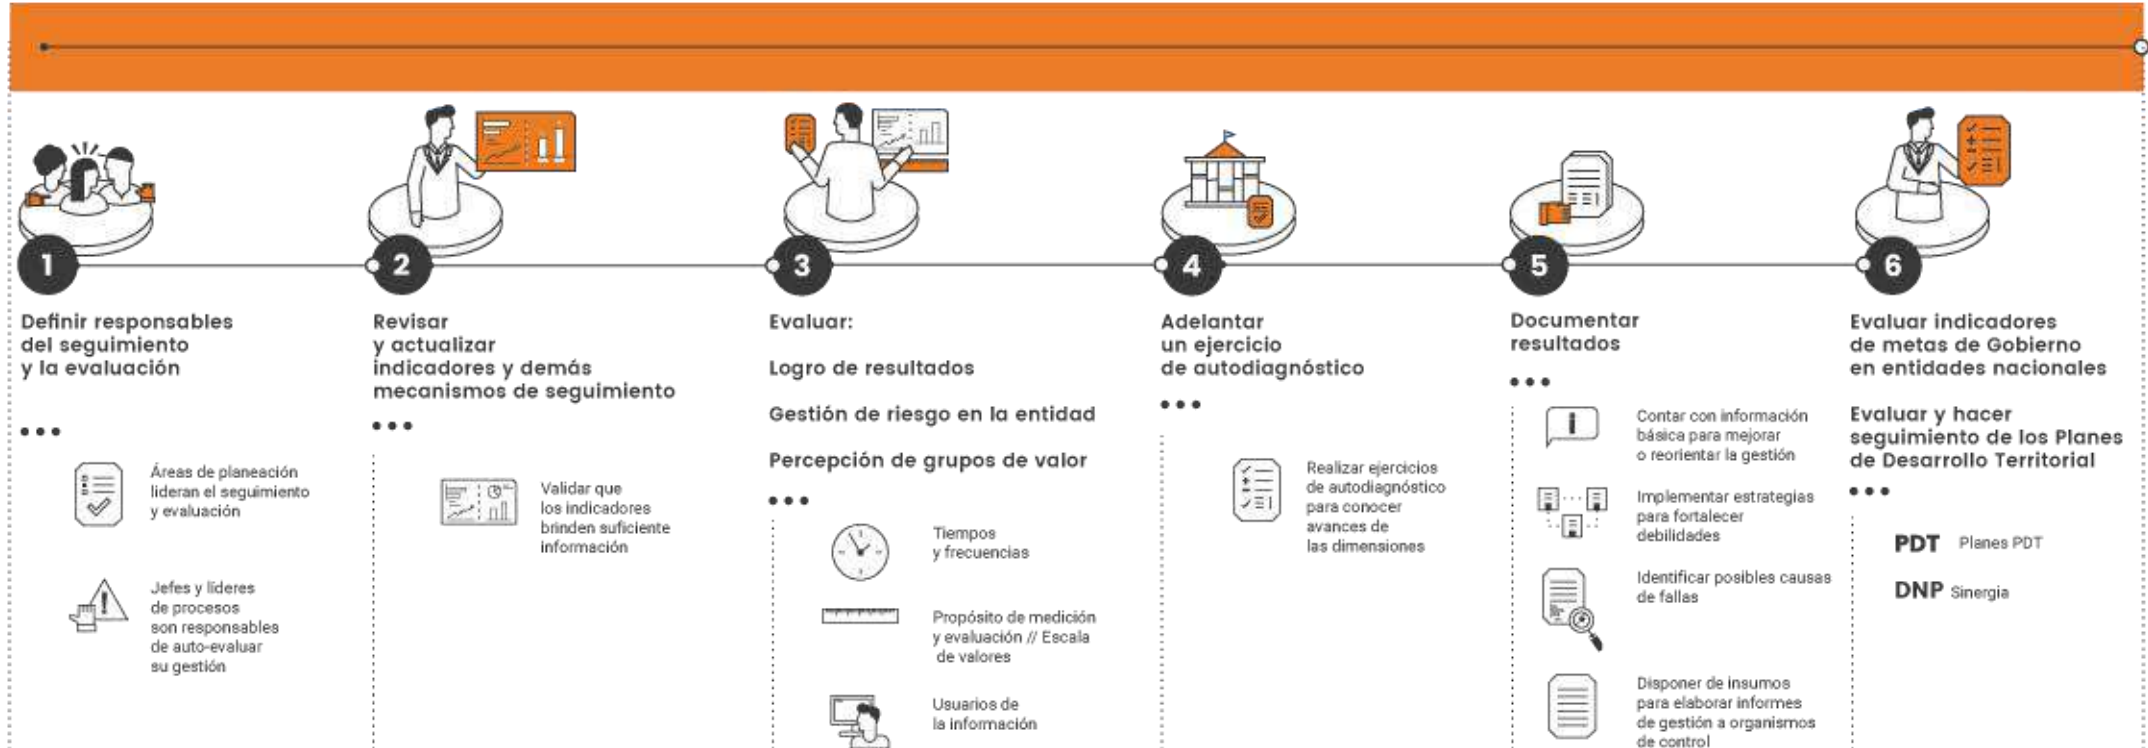 1
Definir responsables
del seguimiento
y la evaluación
Áreas de planeación
lideran el seguimiento
y evaluación
Jefes y líderes
de procesos
son responsables
de auto-evaluar
su gestión
2
Revisar
y actualizar
indicadores y demás
mecanismos de seguimiento
Validar que
los indicadores
brinden suficiente
información
3
Evaluar:
Logro de resultados
Gestión de riesgo en la entidad
Percepción de grupos de valor
Tiempos
y frecuencias
Propósito de medición
y evaluación // Escala
de valores
Usuarios de
la información
4
Adelantar
un ejercicio
de autodiagnóstico
Realizar ejercicios
de autodiagnóstico
para conocer
avances de
las dimensiones
5
Documentar
resultados
Contar con información
básica para mejorar
o reorientar la gestión
Implementar estrategias
para fortalecer
debilidades
Identificar posibles causas
de fallas
Disponer de insumos
para elaborar informes
de gestión a organismos
de control
6
Evaluar indicadores
de metas de Gobierno
en entidades nacionales
Evaluar y hacer
seguimiento de los Planes
de Desarrollo Territorial
PDT Planes PDT
DNP Sinergia